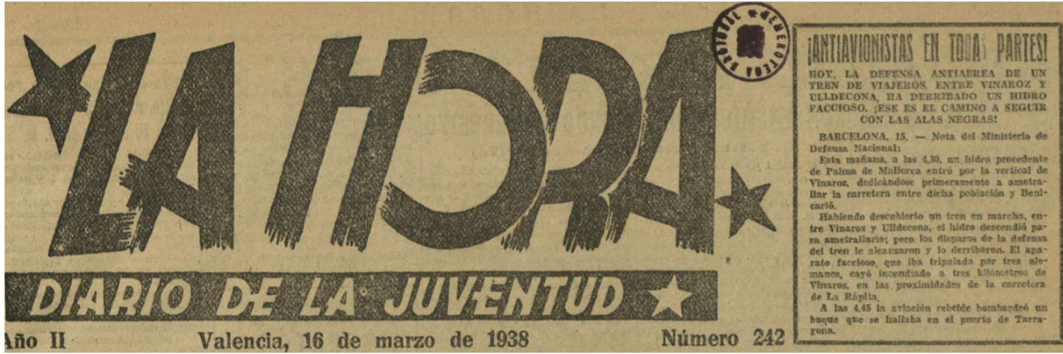 LA HORA
DIARIO DE LA JUVENTUD
Año II Valencia, 16 de marzo de 1938 Número 242
HEMEROTECA
¡ANTIAVIONISTAS EN TODAS PARTES!
HOY, LA DEFENSA ANTIAEREA DE UN
TREN DE VIAJEROS, ENTRE VINAROZ Y
ULLDECONA, HA DERRIBADO UN HIDRO
FACCIOSO. ¡ESE ES EL CAMINO A SEGUIR
CON LAS ALAS NEGRAS!
BARCELONA, 15. — Nota del Ministerio de
Defensa Nacional:
Esta mañana, a las 4,30, un hidro procedente
de Palma de Mallorca entró por la vertical de
Vinaroz, dedicándose primeramente a ametra-
llar la carretera entre dicha población y Beni-
carló.
Habiendo descubierto un tren en marcha, en-
tre Vinaroz y Ulldecona, el hidro descendió pa-
ra ametrallarlo; pero los disparos de la defensa
del tren le alcanzaron y lo derribaron. El apa-
rato faccioso, que iba tripulado por tres ale-
manes, cayó incendiado a tres kilómetros de
Vinaroz, en las proximidades de la carretera
de La Rápita.
A las 4,45 la aviación rebelde bombardeó un
buque que se hallaba en el puerto de Tarra-
gona.